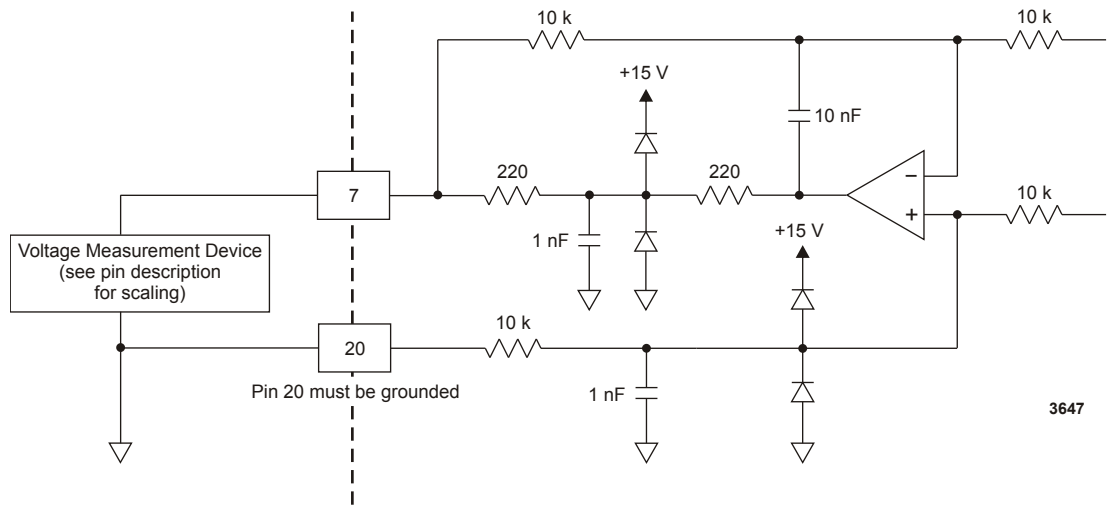 10 k
10 k
+15 V
10 nF
220
220
7
−
+
10 k
1 nF
+15 V
Voltage Measurement Device
(see pin description
for scaling)
10 k
20
Pin 20 must be grounded
1 nF
3647